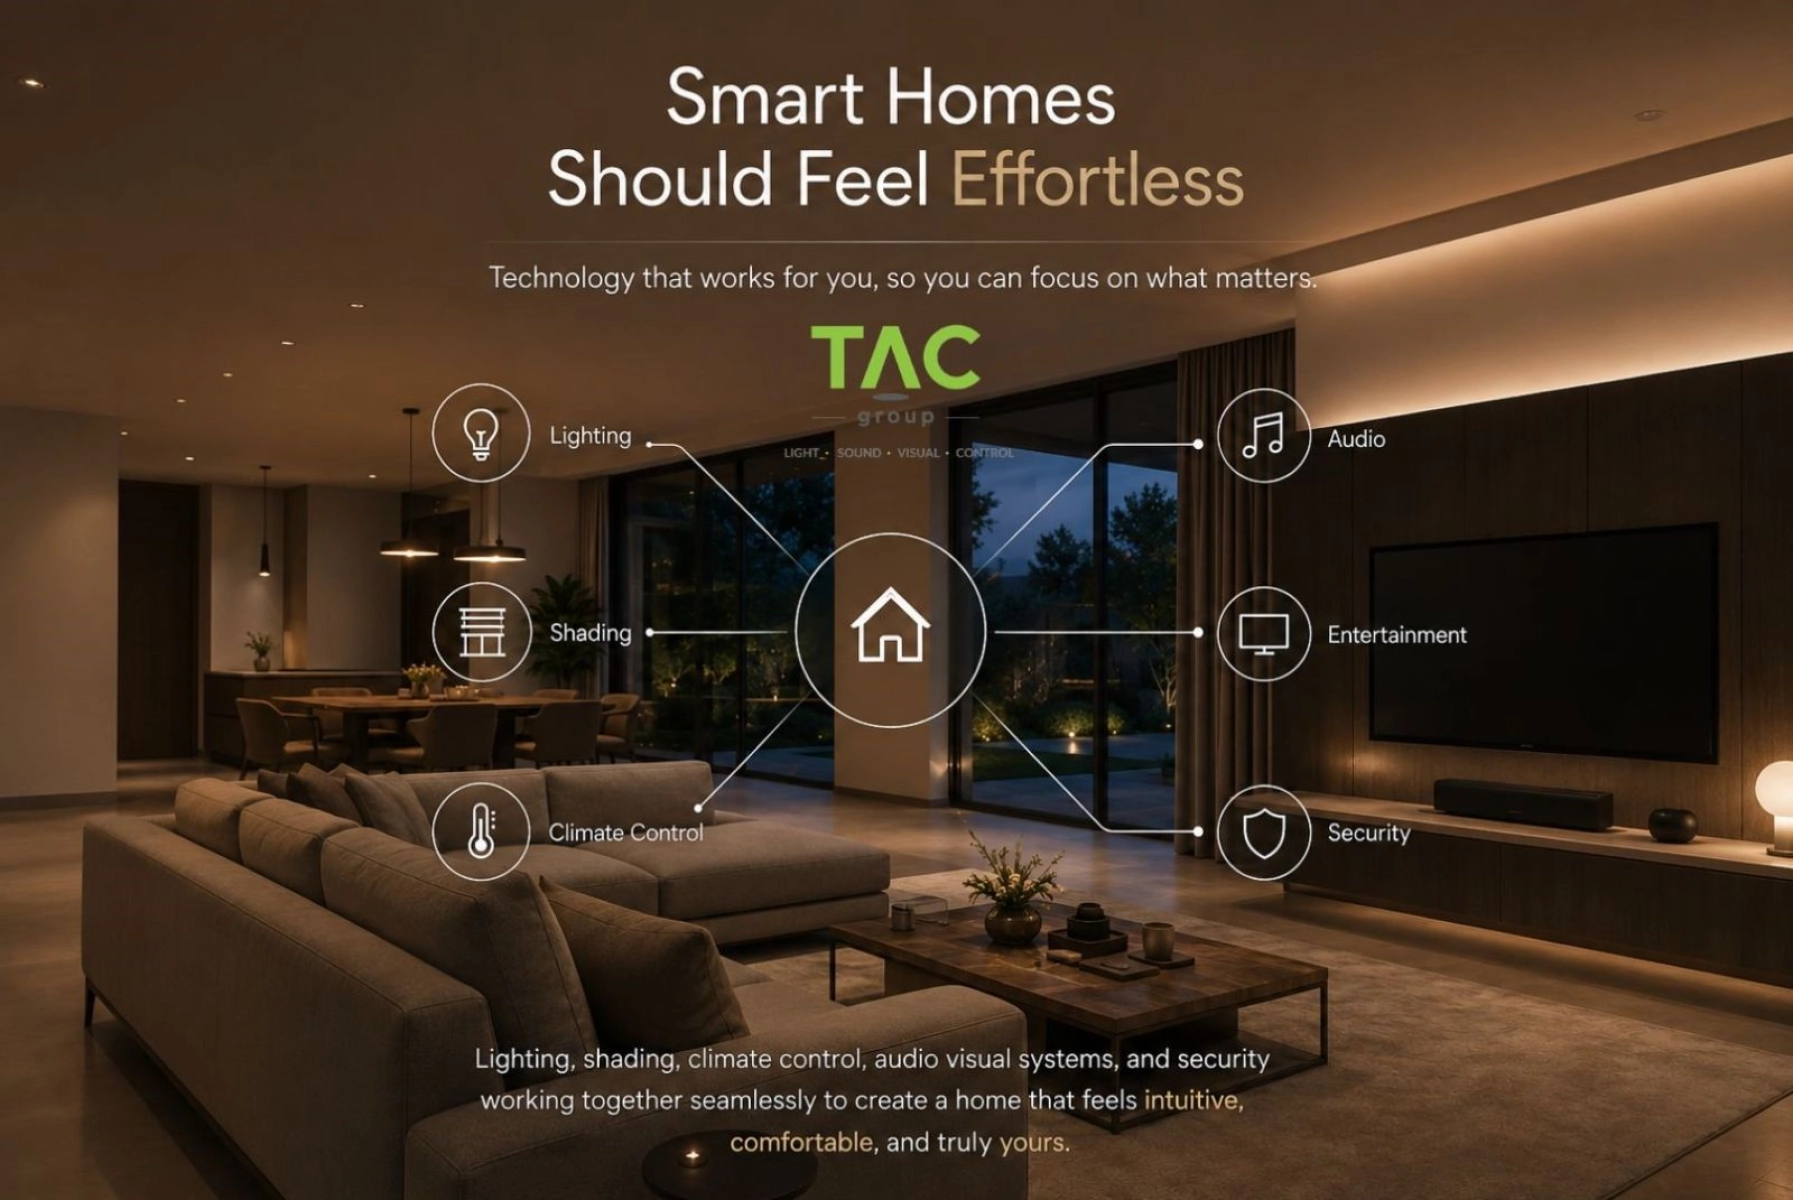 Smart Homes
Should Feel Effortless
Technology that works for you, so you can focus on what matters.
TAC
group
LIGHT • SOUND • VISUAL • CONTROL
Lighting
Audio
Shading
Entertainment
Climate Control
Security
Lighting, shading, climate control, audio visual systems, and security
working together seamlessly to create a home that feels intuitive,
comfortable, and truly yours.